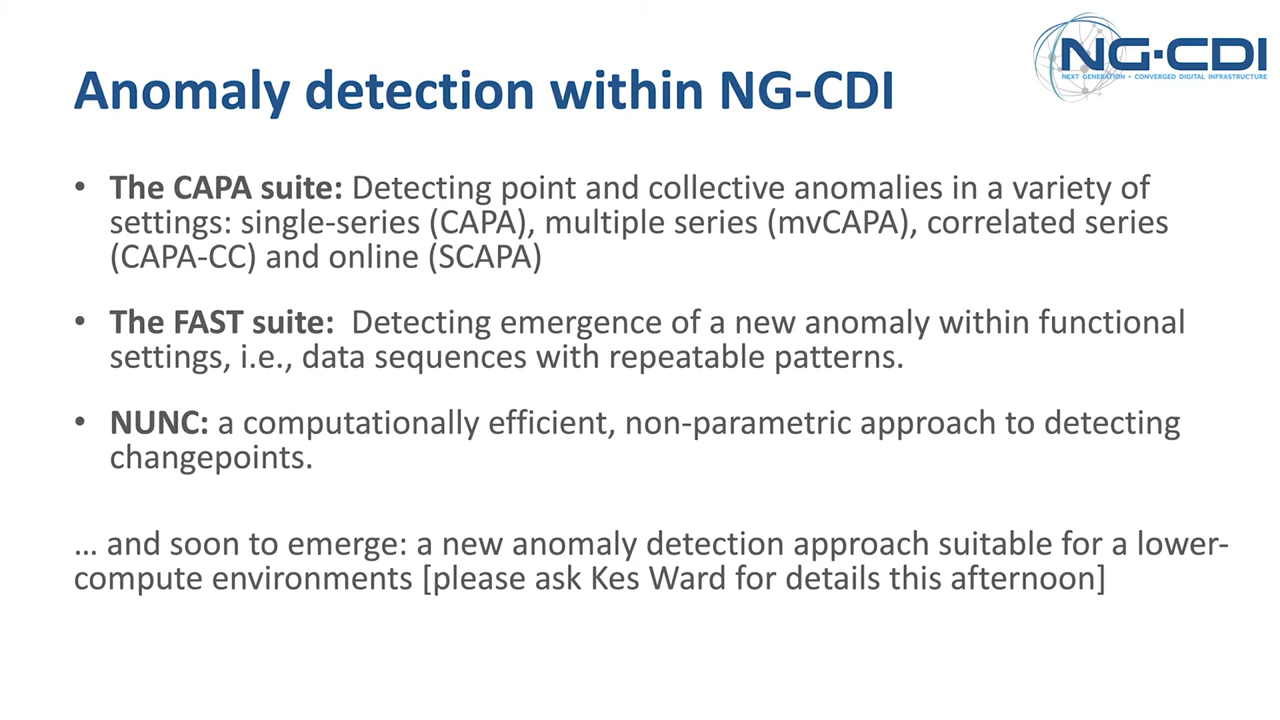 NG·CDI
NEXT GENERATION • CONVERGED DIGITAL INFRASTRUCTURE
Anomaly detection within NG-CDI
• The CAPA suite: Detecting point and collective anomalies in a variety of
settings: single-series (CAPA), multiple series (mvCAPA), correlated series
(CAPA-CC) and online (SCAPA)
• The FAST suite:  Detecting emergence of a new anomaly within functional
settings, i.e., data sequences with repeatable patterns.
• NUNC: a computationally efficient, non-parametric approach to detecting
changepoints.
... and soon to emerge: a new anomaly detection approach suitable for a lower-
compute environments [please ask Kes Ward for details this afternoon]